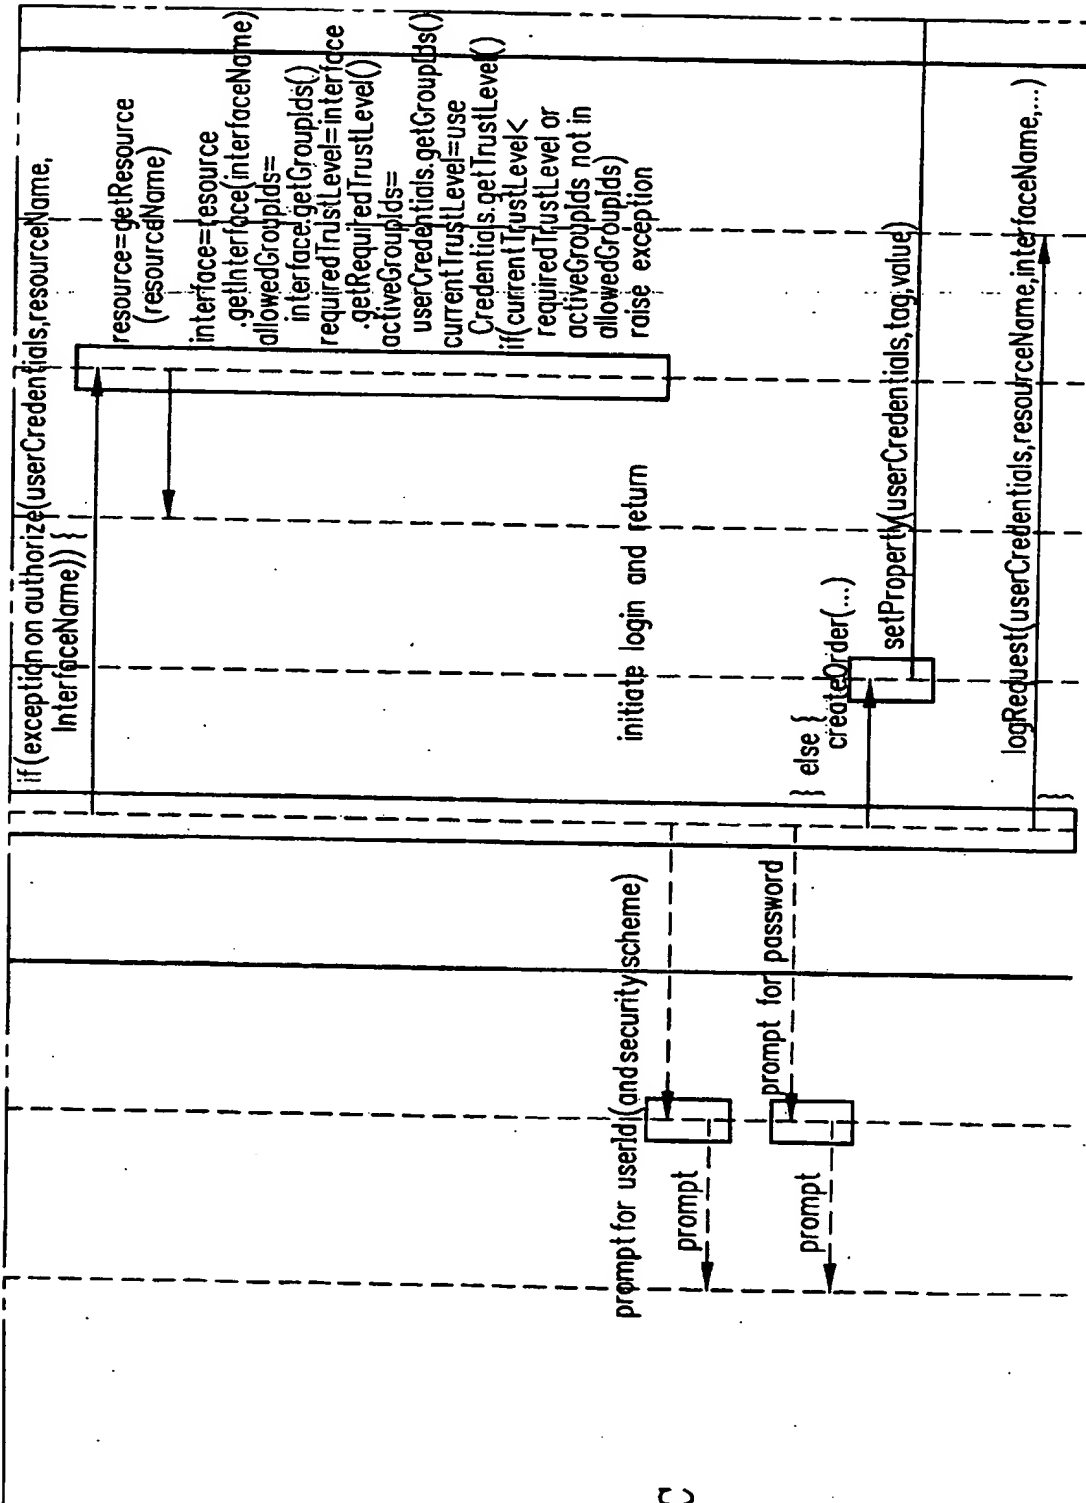 if(exception on authorize(userCredentials,resourceName,
InterfaceName)) {
resource=getResource
(resourceName)
interface=resource
.getInterface(interfaceName)
allowedGroupIds=
interface.getGroupIds()
requiredTrustLevel=interface
.getRequiredTrustLevel()
activeGroupIds=
userCredentials.getGroupIds()
currentTrustLevel=use
Credentials.getTrustLevel()
if(currentTrustLevel<
requiredTrustLevel or
activeGroupIds not in
allowedGroupIds)
raise exception
prompt for userId(and security scheme)
initiate login and return
prompt
prompt for password
} else {
prompt
createOrder(...)
setProperty(userCredentials,tag,value)
logRequest(userCredentials,resourceName,interfaceName,...)
}